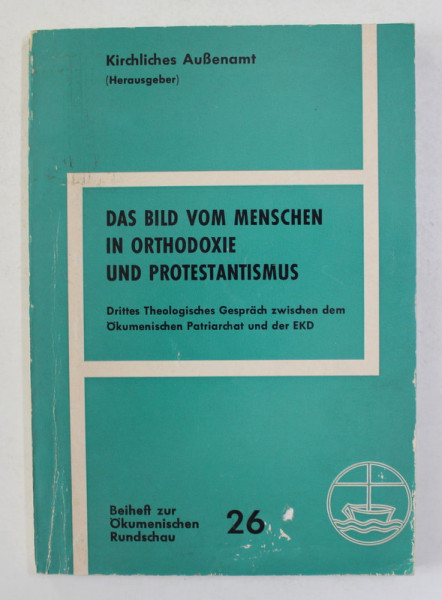 Kirchliches Außenamt
(Herausgeber)
DAS BILD VOM MENSCHEN
IN ORTHODOXIE
UND PROTESTANTISMUS
Drittes Theologisches Gespräch zwischen dem
Ökumenischen Patriarchat und der EKD
Beiheft zur
Ökumenischen
Rundschau
26